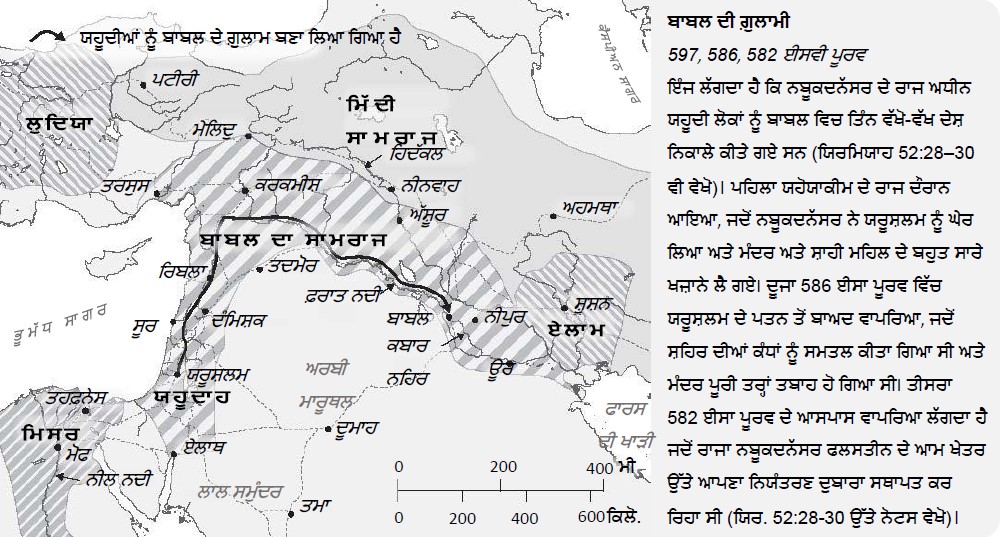 ਯਹੂਦੀਆਂ ਨੂੰ ਬਾਬਲ ਦੇ ਗ਼ੁਲਾਮ ਬਣਾ ਲਿਆ ਗਿਆ ਹੈ
ਕੈਸਪੀਅਨ ਸਾਗਰ
ਪਟੀਰੀ
ਲੁਦਿਯਾ
ਮਿੱਦੀ
ਸਾਮਰਾਜ
ਮੇਲਿਦੁ
ਹਿਦੱਕਲ
ਤਰਸੁਸ
ਕਰਕਮੀਸ਼
ਨੀਨਵਾਹ
ਅੱਸ਼ੂਰ
ਅਹਮਥਾ
ਬਾਬਲ ਦਾ ਸਾਮਰਾਜ
ਰਿਬਲਾ
ਤਦਮੋਰ
ਫ਼ਰਾਤ ਨਦੀ
ਸੂਸ਼ਨ
ਭੂਮੱਧ ਸਾਗਰ
ਸੂਰ
ਦੰਮਿਸ਼ਕ
ਬਾਬਲ
ਨੀਪੁਰ
ਏਲਾਮ
ਕਬਾਰ
ਨਹਿਰ
ਊਰ
ਯਰੂਸ਼ਲਮ
ਅਰਬੀ
ਮਾਰੂਥਲ
ਤਹਫਨੇਸ
ਯਹੂਦਾਹ
ਫਾਰਸ
ਦੀ ਖਾੜੀ
ਮਿਸਰ
ਮੋਫ
ਏਲਾਥ
ਦੂਮਾਹ
ਨੀਲ ਨਦੀ
ਲਾਲ ਸਮੁੰਦਰ
ਤਮਾ
0 200 400 ਮੀ
0 200 400 600 ਕਿਲੋ.
ਬਾਬਲ ਦੀ ਗ਼ੁਲਾਮੀ
597, 586, 582 ਈਸਵੀ ਪੂਰਵ
ਇੰਜ ਲੱਗਦਾ ਹੈ ਕਿ ਨਬੂਕਦਨੱਸਰ ਦੇ ਰਾਜ ਅਧੀਨ
ਯਹੂਦੀ ਲੋਕਾਂ ਨੂੰ ਬਾਬਲ ਵਿਚ ਤਿੰਨ ਵੱਖੋ-ਵੱਖ ਦੇਸ਼
ਨਿਕਾਲੇ ਕੀਤੇ ਗਏ ਸਨ (ਯਿਰਮਿਯਾਹ 52:28–30
ਵੀ ਵੇਖੋ)। ਪਹਿਲਾ ਯਹੋਯਾਕੀਮ ਦੇ ਰਾਜ ਦੌਰਾਨ
ਆਇਆ, ਜਦੋਂ ਨਬੂਕਦਨੱਸਰ ਨੇ ਯਰੂਸ਼ਲਮ ਨੂੰ ਘੇਰ
ਲਿਆ ਅਤੇ ਮੰਦਰ ਅਤੇ ਸ਼ਾਹੀ ਮਹਿਲ ਦੇ ਬਹੁਤ ਸਾਰੇ
ਖਜ਼ਾਨੇ ਲੈ ਗਏ। ਦੂਜਾ 586 ਈਸਾ ਪੂਰਵ ਵਿੱਚ
ਯਰੂਸ਼ਲਮ ਦੇ ਪਤਨ ਤੋਂ ਬਾਅਦ ਵਾਪਰਿਆ, ਜਦੋਂ
ਸ਼ਹਿਰ ਦੀਆਂ ਕੰਧਾਂ ਨੂੰ ਸਮਤਲ ਕੀਤਾ ਗਿਆ ਸੀ ਅਤੇ
ਮੰਦਰ ਪੂਰੀ ਤਰ੍ਹਾਂ ਤਬਾਹ ਹੋ ਗਿਆ ਸੀ। ਤੀਸਰਾ
582 ਈਸਾ ਪੂਰਵ ਦੇ ਆਸਪਾਸ ਵਾਪਰਿਆ ਲੱਗਦਾ ਹੈ
ਜਦੋਂ ਰਾਜਾ ਨਬੂਕਦਨੱਸਰ ਫਲਸਤੀਨ ਦੇ ਆਮ ਖੇਤਰ
ਉੱਤੇ ਆਪਣਾ ਨਿਯੰਤਰਣ ਦੁਬਾਰਾ ਸਥਾਪਤ ਕਰ
ਰਿਹਾ ਸੀ (ਯਿਰ. 52:28-30 ਉੱਤੇ ਨੋਟਸ ਵੇਖੋ)।